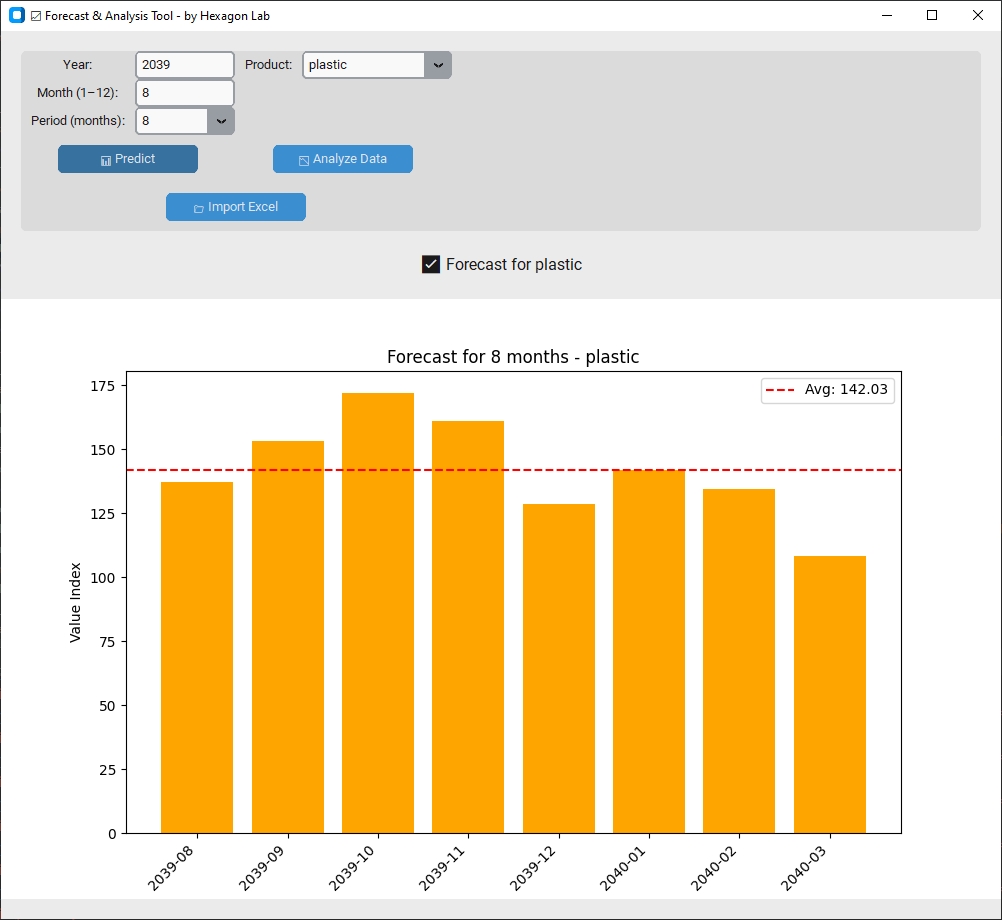 Forecast & Analysis Tool - by Hexagon Lab
Year: 2039 Product: plastic
Month (1–12): 8
Period (months): 8
Predict Analyze Data
Import Excel
Forecast for plastic
Forecast for 8 months - plastic
Avg: 142.03
175
150
125
100
75
50
25
0
Value Index
2039-08 2039-09 2039-10 2039-11 2039-12 2040-01 2040-02 2040-03